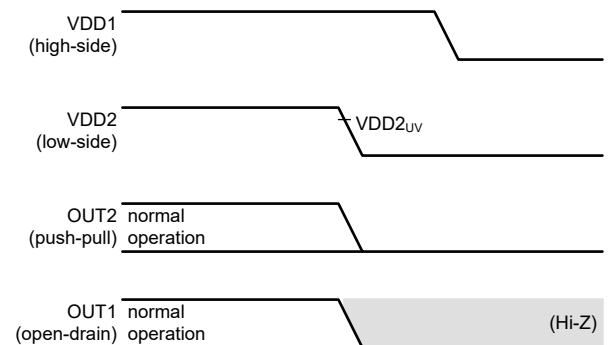 VDD1
(high-side)
VDD2
(low-side)
VDD2UV
OUT2 normal
(push-pull) operation
OUT1 normal
(open-drain) operation
(Hi-Z)